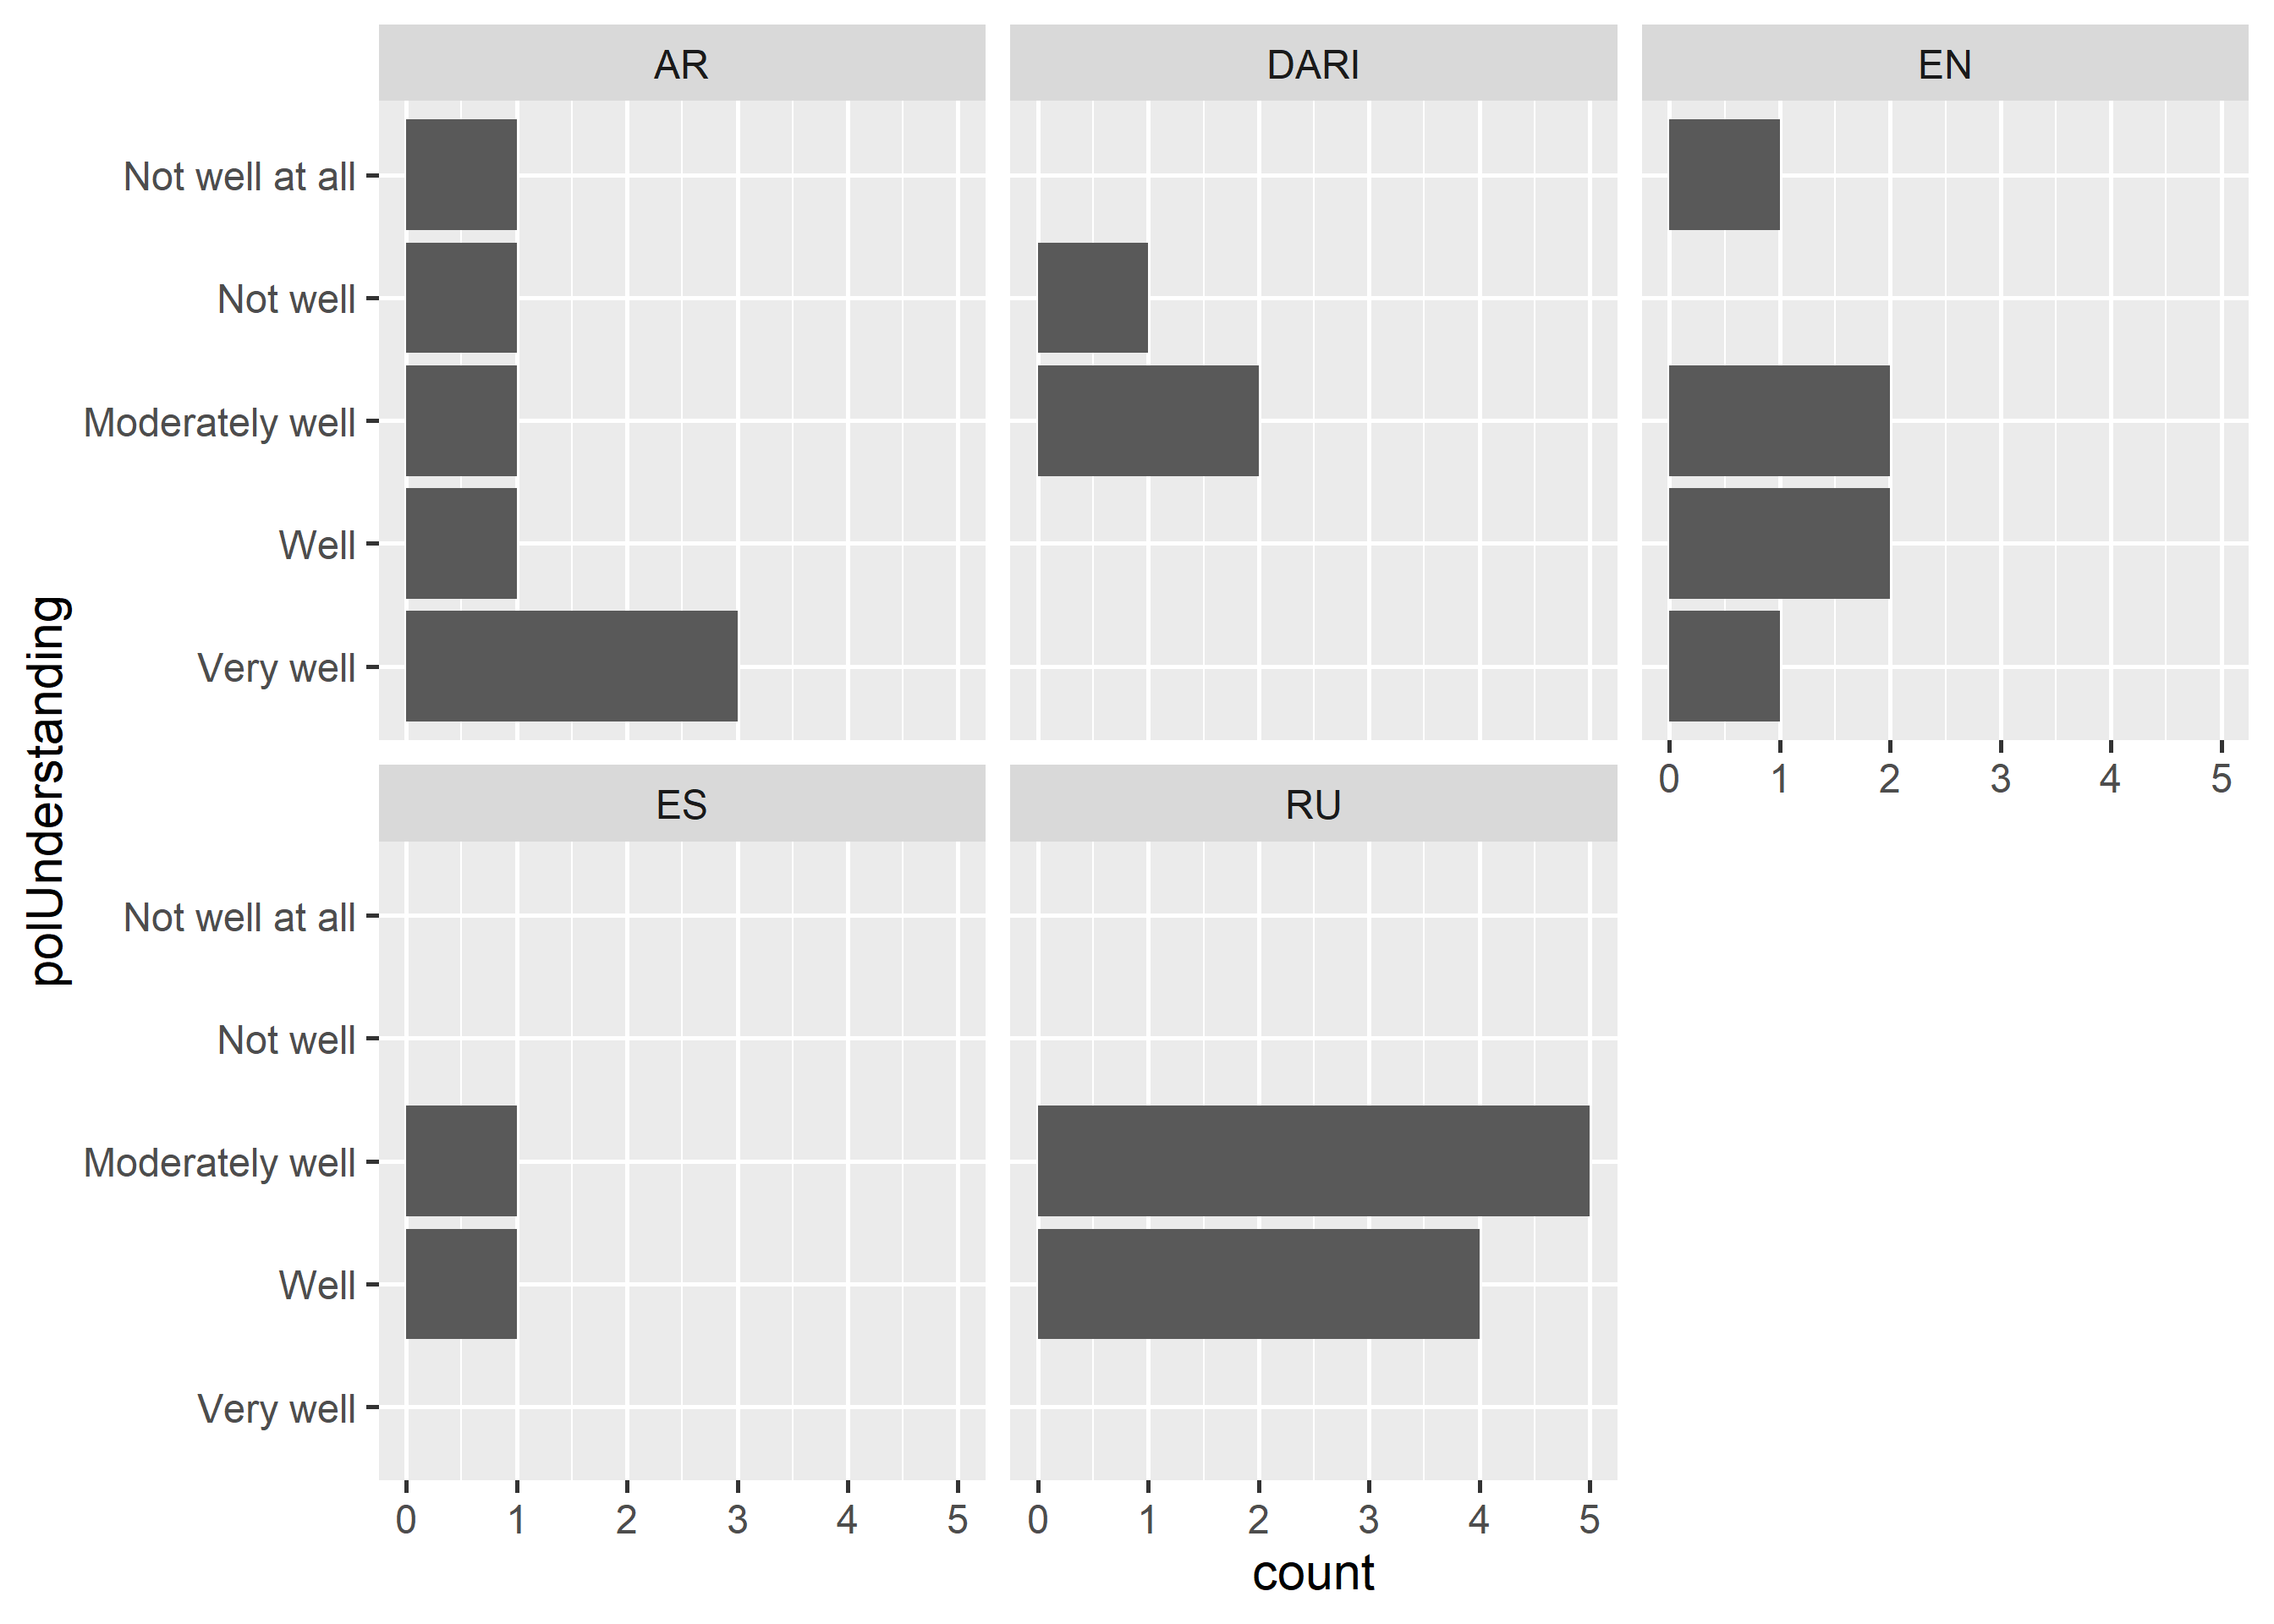 AR
DARI
EN
Not well at all
Not well
Moderately well
Well
Very well
0 1 2 3 4 5
ES
RU
Not well at all
Not well
Moderately well
Well
Very well
0 1 2 3 4 5
0 1 2 3 4 5
count
polUnderstanding